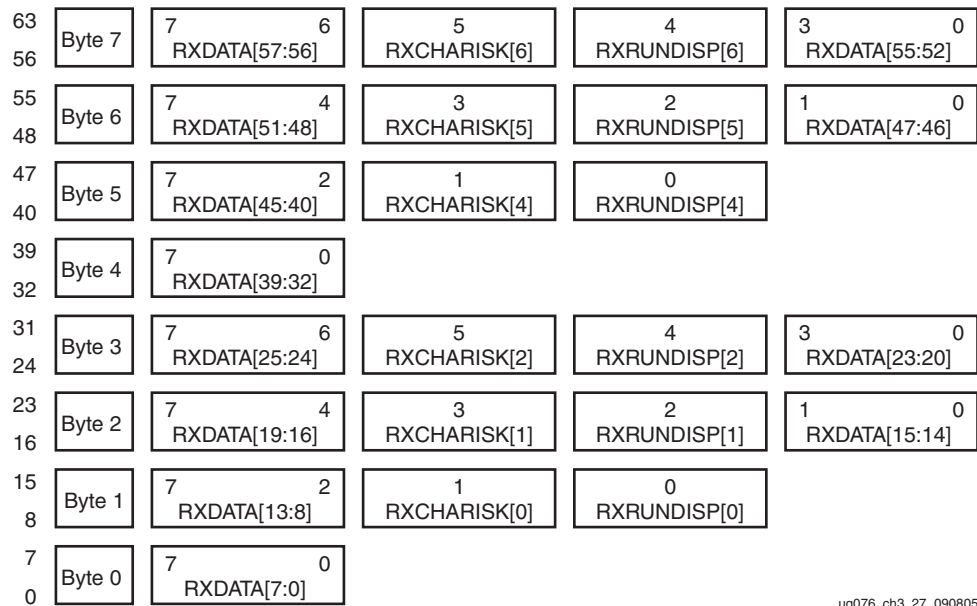 63
56
Byte 7
7 6
RXDATA[57:56]
5
RXCHARISK[6]
4
RXRUNDISP[6]
3 0
RXDATA[55:52]
55
48
Byte 6
7 4
RXDATA[51:48]
3
RXCHARISK[5]
2
RXRUNDISP[5]
1 0
RXDATA[47:46]
47
40
Byte 5
7 2
RXDATA[45:40]
1
RXCHARISK[4]
0
RXRUNDISP[4]
39
32
Byte 4
7 0
RXDATA[39:32]
31
24
Byte 3
7 6
RXDATA[25:24]
5
RXCHARISK[2]
4
RXRUNDISP[2]
3 0
RXDATA[23:20]
23
16
Byte 2
7 4
RXDATA[19:16]
3
RXCHARISK[1]
2
RXRUNDISP[1]
1 0
RXDATA[15:14]
15
8
Byte 1
7 2
RXDATA[13:8]
1
RXCHARISK[0]
0
RXRUNDISP[0]
7
0
Byte 0
7 0
RXDATA[7:0]
ug076_ch3_27_090805